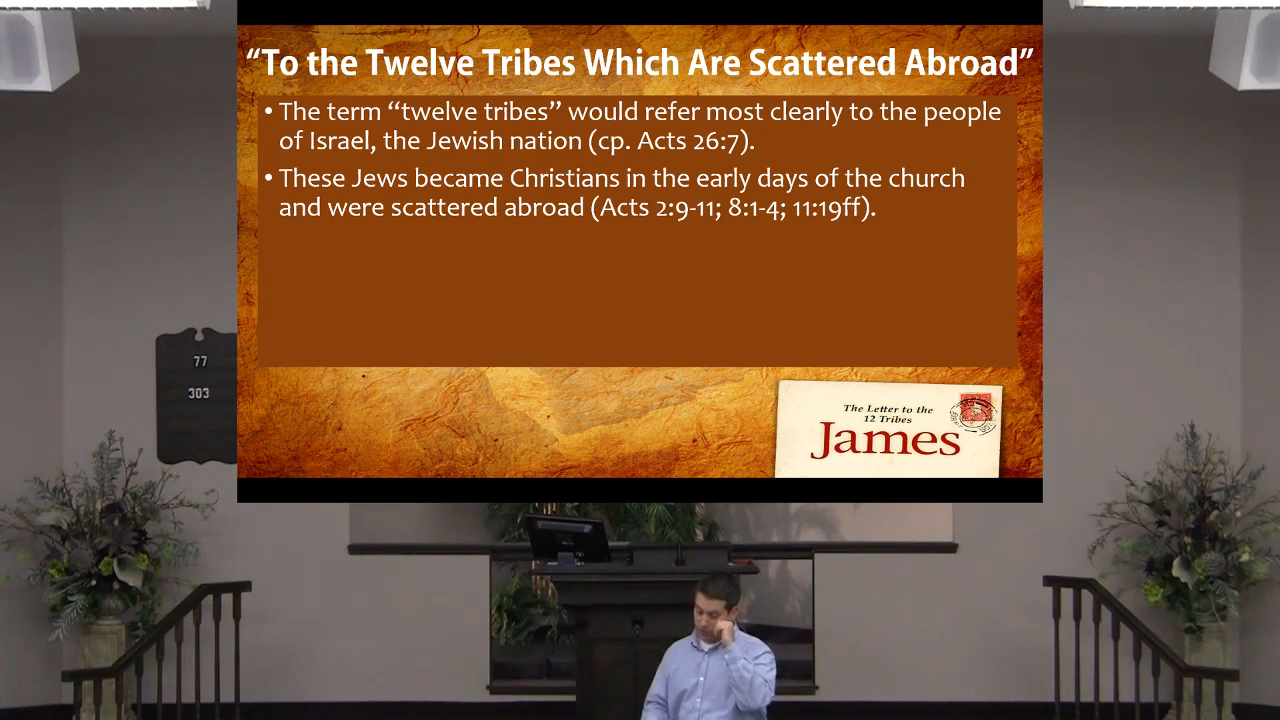 “To the Twelve Tribes Which Are Scattered Abroad”
• The term “twelve tribes” would refer most clearly to the people
of Israel, the Jewish nation (cp. Acts 26:7).
• These Jews became Christians in the early days of the church
and were scattered abroad (Acts 2:9-11; 8:1-4; 11:19ff).
77
303
The Letter to the
12 Tribes
James